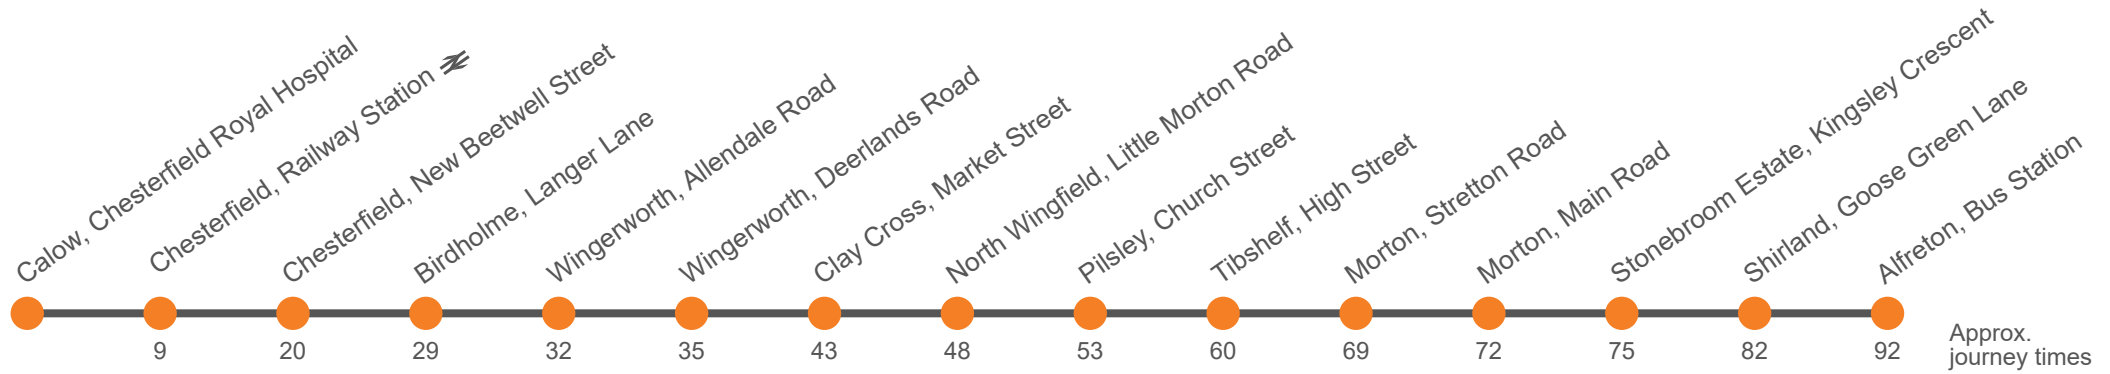 Calow, Chesterfield Royal Hospital
Chesterfield, Railway Station
Chesterfield, New Beetwell Street
Birdholme, Langer Lane
Wingerworth, Allendale Road
Wingerworth, Deerlands Road
Clay Cross, Market Street
North Wingfield, Little Morton Road
Pilsley, Church Street
Tibshelf, High Street
Morton, Stretton Road
Morton, Main Road
Stonebroom Estate, Kingsley Crescent
Shirland, Goose Green Lane
Alfreton, Bus Station
9 20 29 32 35 43 48 53 60 69 72 75 82 92
Approx.
journey times